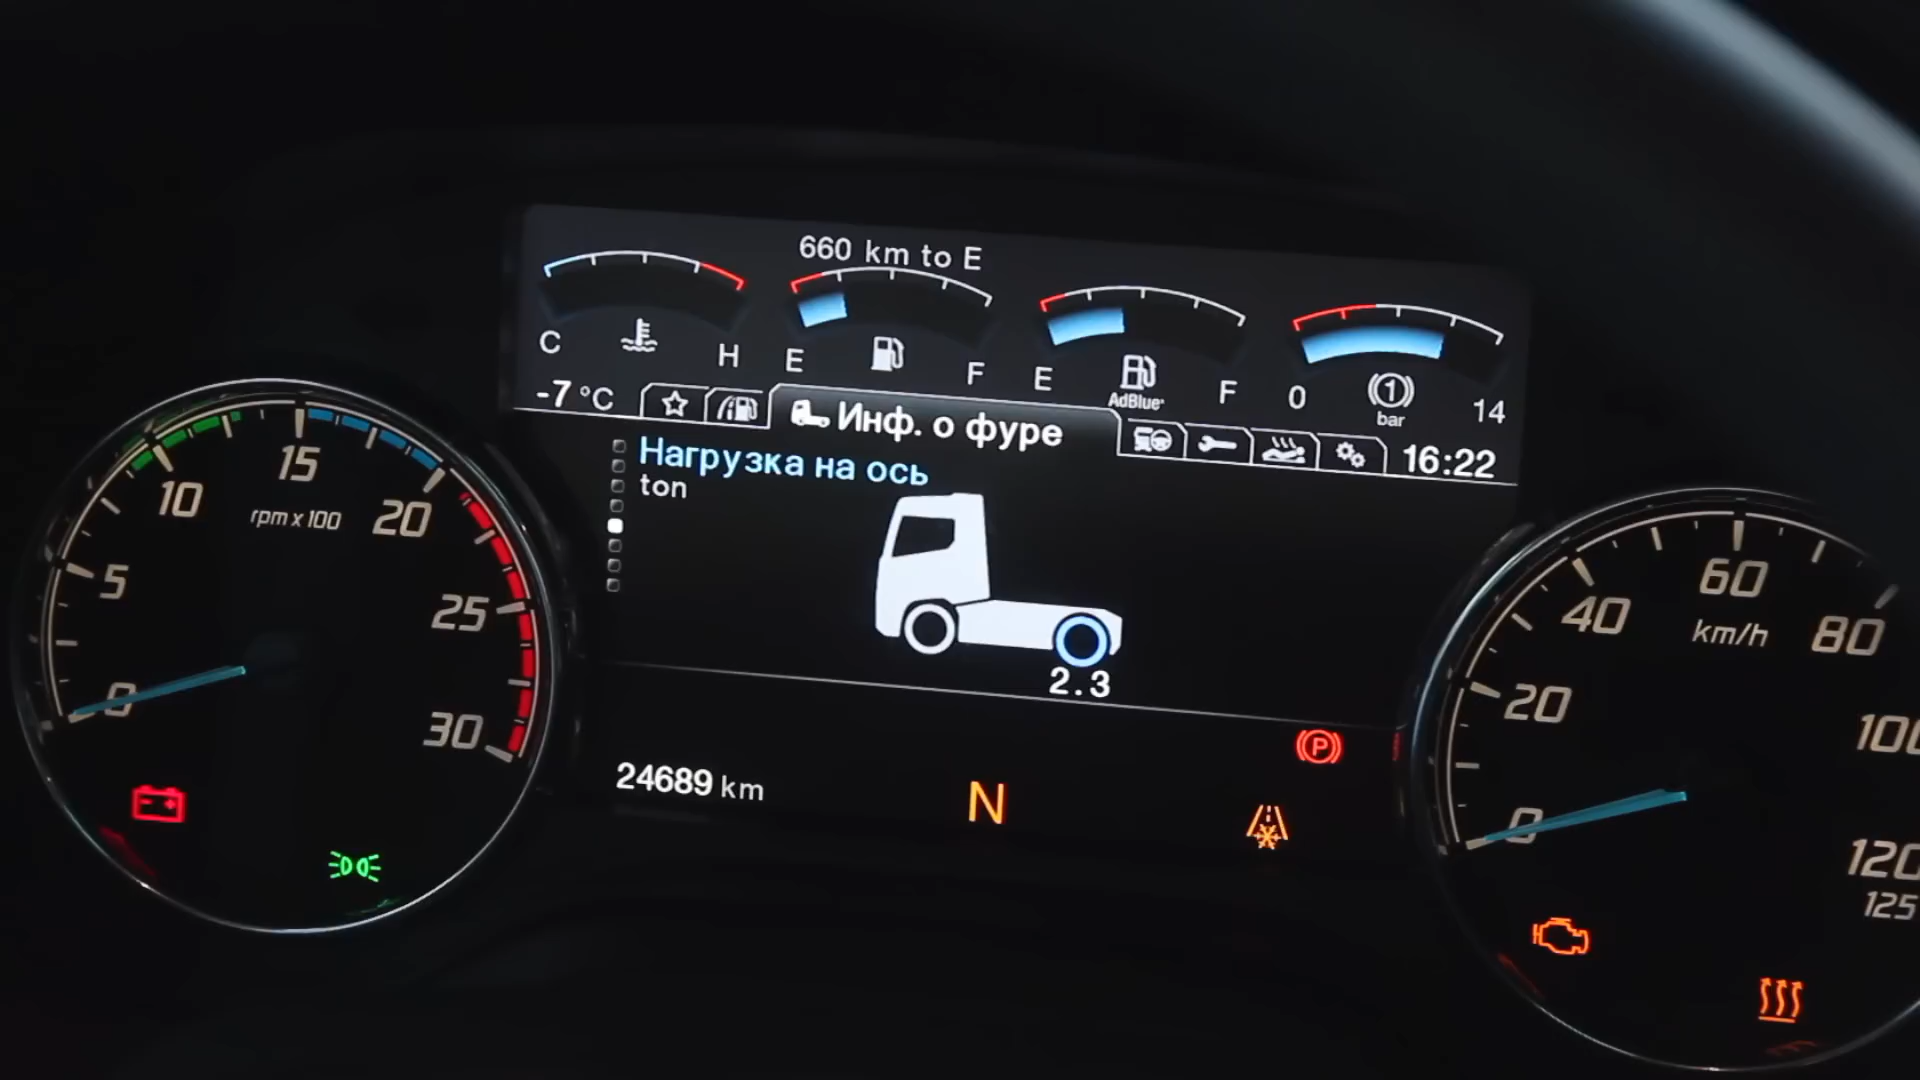 660 km to E
C H
E F
E AdBlue F
0 1 bar 14
-7 °C
Инф. о фуре
16:22
Нагрузка на ось
ton
2.3
24689 km
N
P
0
5
10
15
20
25
30
rpm x 100
0
20
40
60
80
100
120
125
km/h